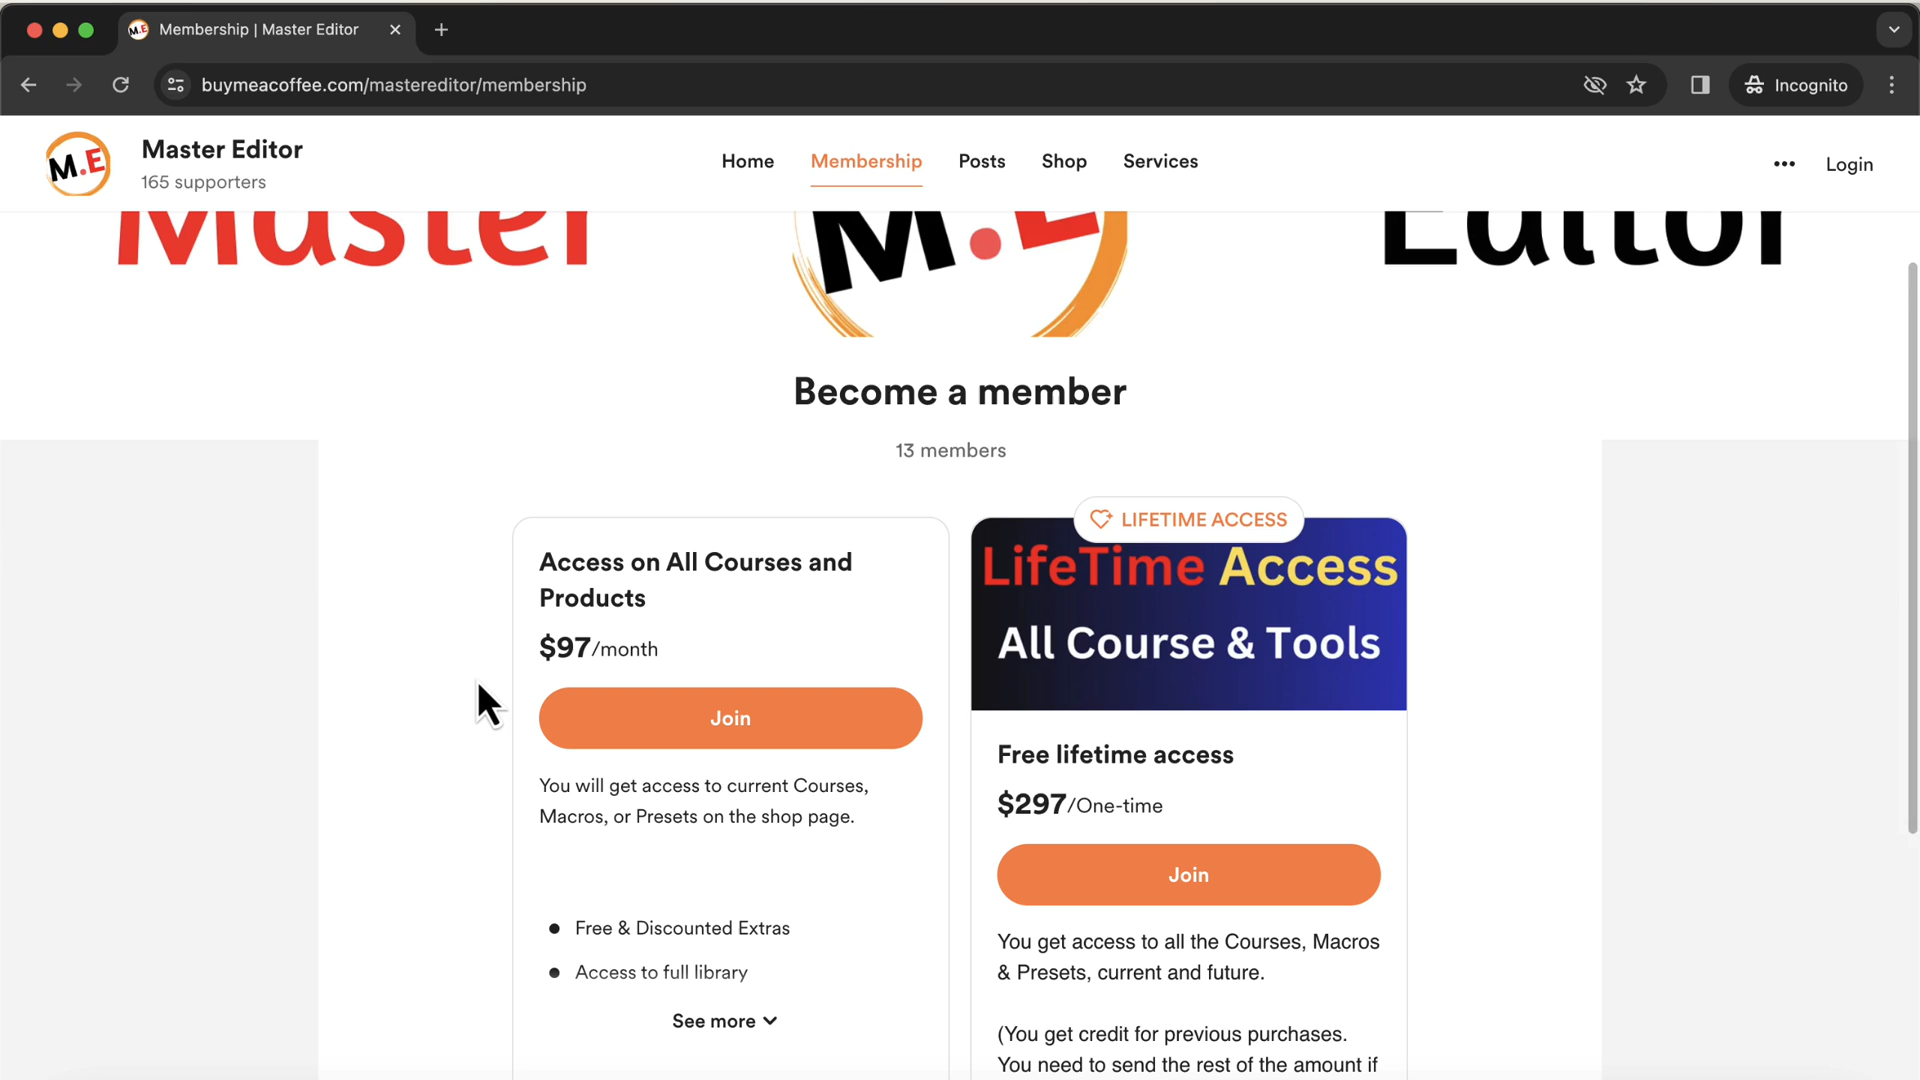 M.E Membership | Master Editor
buymeacoffee.com/mastereditor/membership
Incognito
M.E
Master Editor
165 supporters
Home Membership Posts Shop Services
Login
Master M.E Editor
Become a member
13 members
Access on All Courses and
Products
$97/month
Join
You will get access to current Courses,
Macros, or Presets on the shop page.
Free & Discounted Extras
Access to full library
See more
LIFETIME ACCESS
LifeTime Access
All Course & Tools
Free lifetime access
$297/One-time
Join
You get access to all the Courses, Macros
& Presets, current and future.
(You get credit for previous purchases.
You need to send the rest of the amount if